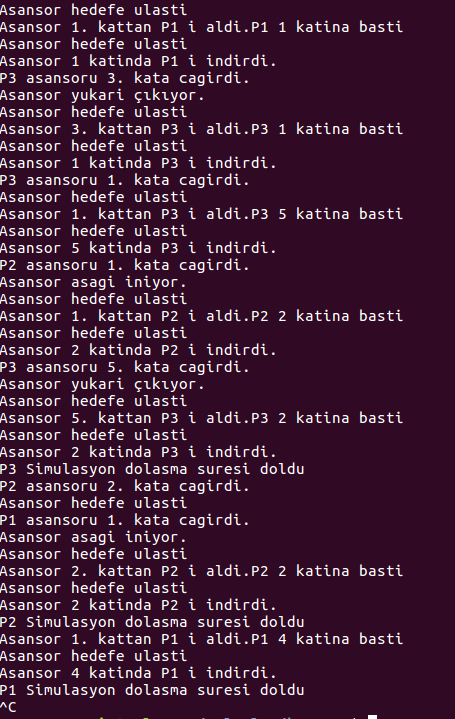 Asansor hedefe ulasti
Asansor 1. kattan P1 i aldi.P1 1 katina basti
Asansor hedefe ulasti
Asansor 1 katinda P1 i indirdi.
P3 asansoru 3. kata cagirdi.
Asansor yukari çıkıyor.
Asansor hedefe ulasti
Asansor 3. kattan P3 i aldi.P3 1 katina basti
Asansor hedefe ulasti
Asansor 1 katinda P3 i indirdi.
P3 asansoru 1. kata cagirdi.
Asansor hedefe ulasti
Asansor 1. kattan P3 i aldi.P3 5 katina basti
Asansor hedefe ulasti
Asansor 5 katinda P3 i indirdi.
P2 asansoru 1. kata cagirdi.
Asansor asagi iniyor.
Asansor hedefe ulasti
Asansor 1. kattan P2 i aldi.P2 2 katina basti
Asansor hedefe ulasti
Asansor 2 katinda P2 i indirdi.
P3 asansoru 5. kata cagirdi.
Asansor yukari çıkıyor.
Asansor hedefe ulasti
Asansor 5. kattan P3 i aldi.P3 2 katina basti
Asansor hedefe ulasti
Asansor 2 katinda P3 i indirdi.
P3 Simulasyon dolasma suresi doldu
P2 asansoru 2. kata cagirdi.
Asansor hedefe ulasti
P1 asansoru 1. kata cagirdi.
Asansor asagi iniyor.
Asansor hedefe ulasti
Asansor 2. kattan P2 i aldi.P2 2 katina basti
Asansor hedefe ulasti
Asansor 2 katinda P2 i indirdi.
P2 Simulasyon dolasma suresi doldu
Asansor 1. kattan P1 i aldi.P1 4 katina basti
Asansor hedefe ulasti
Asansor 4 katinda P1 i indirdi.
P1 Simulasyon dolasma suresi doldu
^C